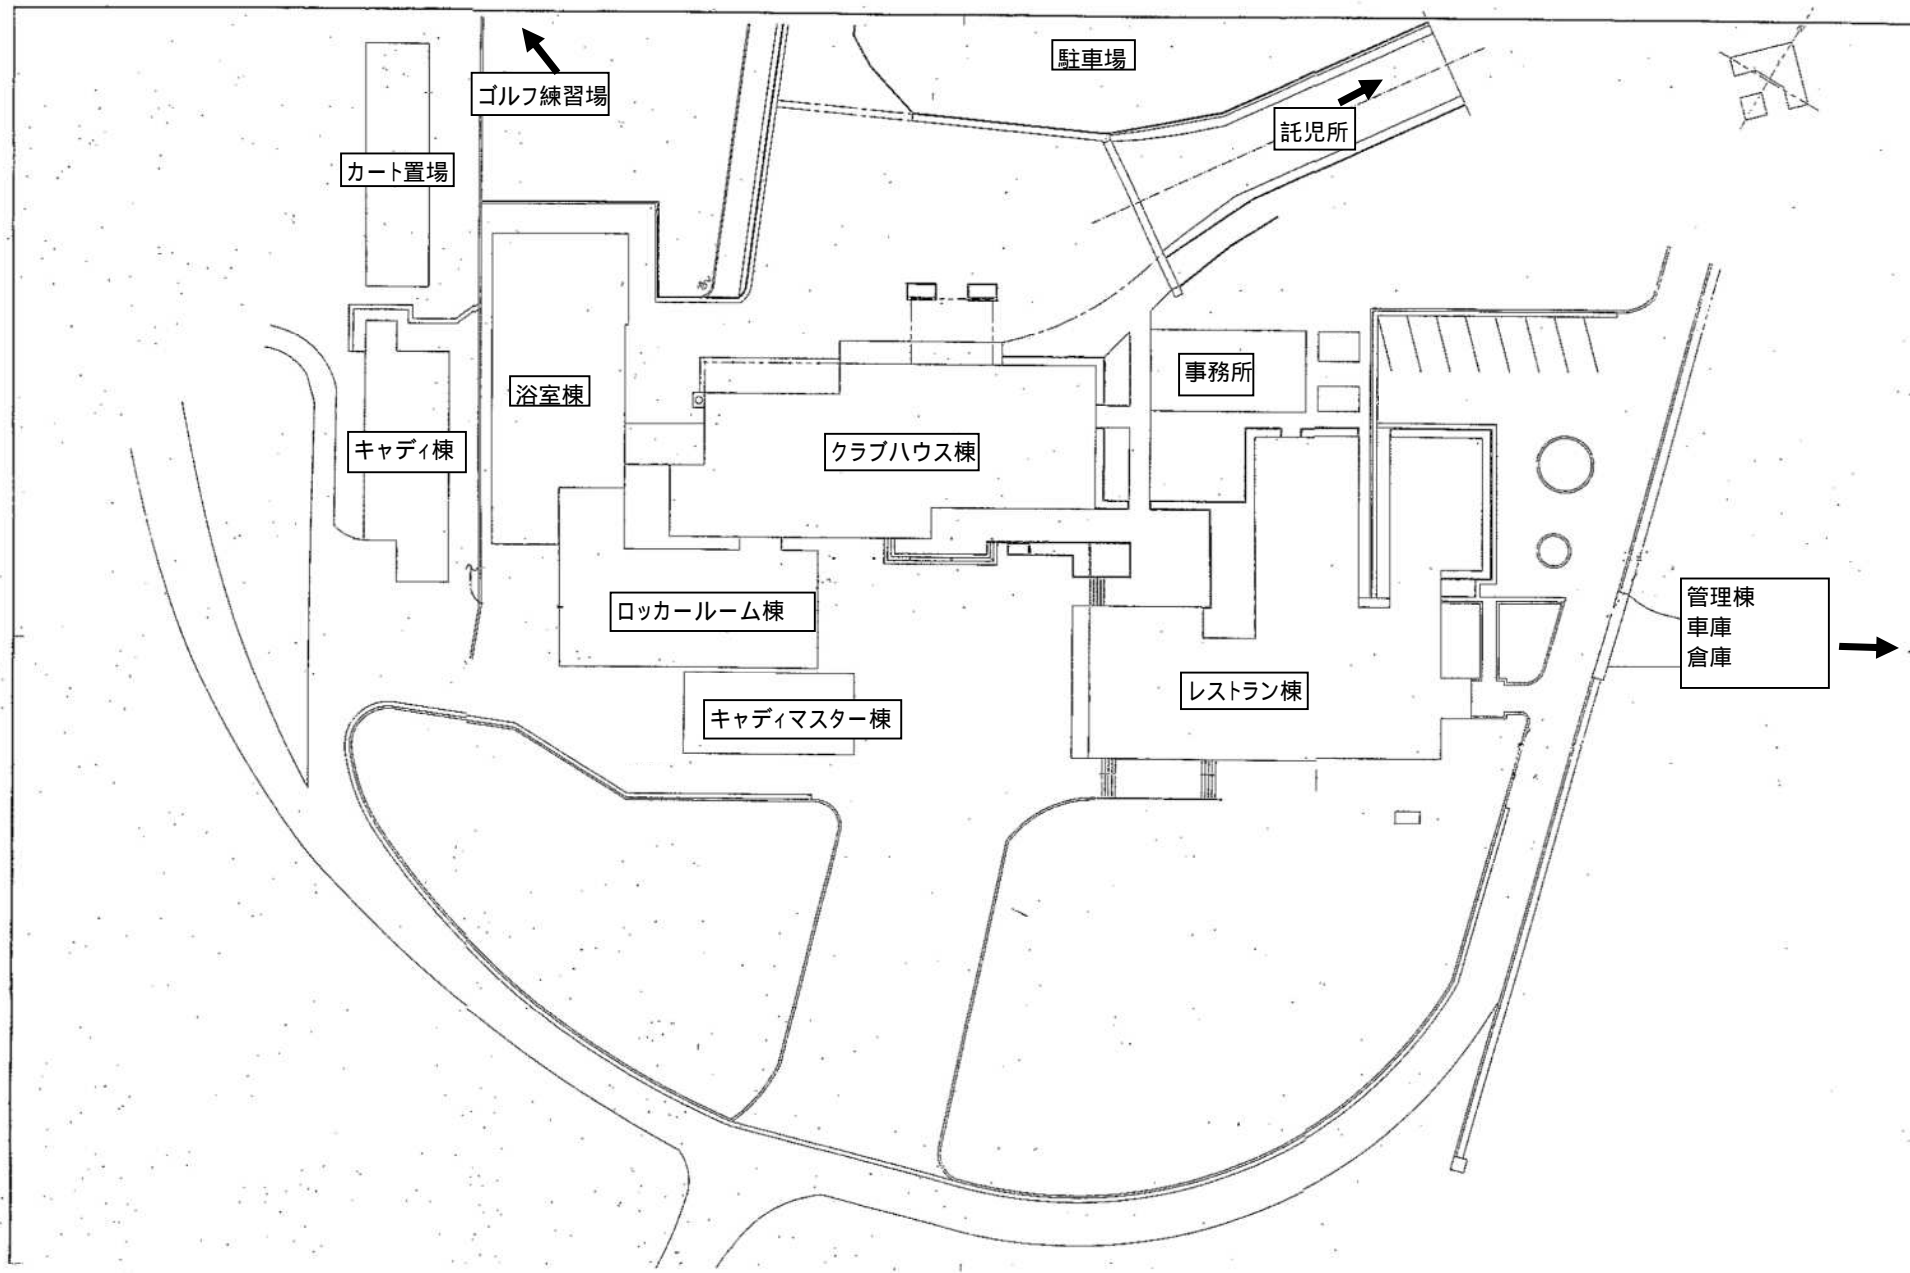 駐車場
ゴルフ練習場
託児所
カート置場
事務所
浴室棟
キャディ棟
クラブハウス棟
ロッカールーム棟
管理棟
車庫
倉庫
レストラン棟
キャディマスター棟